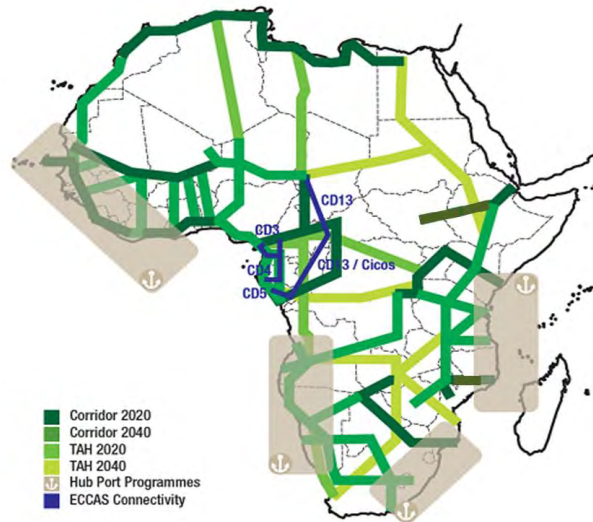 CD13
CD3
CD13 / Cicos
CD4
CD5
Corridor 2020
Corridor 2040
TAH 2020
TAH 2040
Hub Port Programmes
ECCAS Connectivity